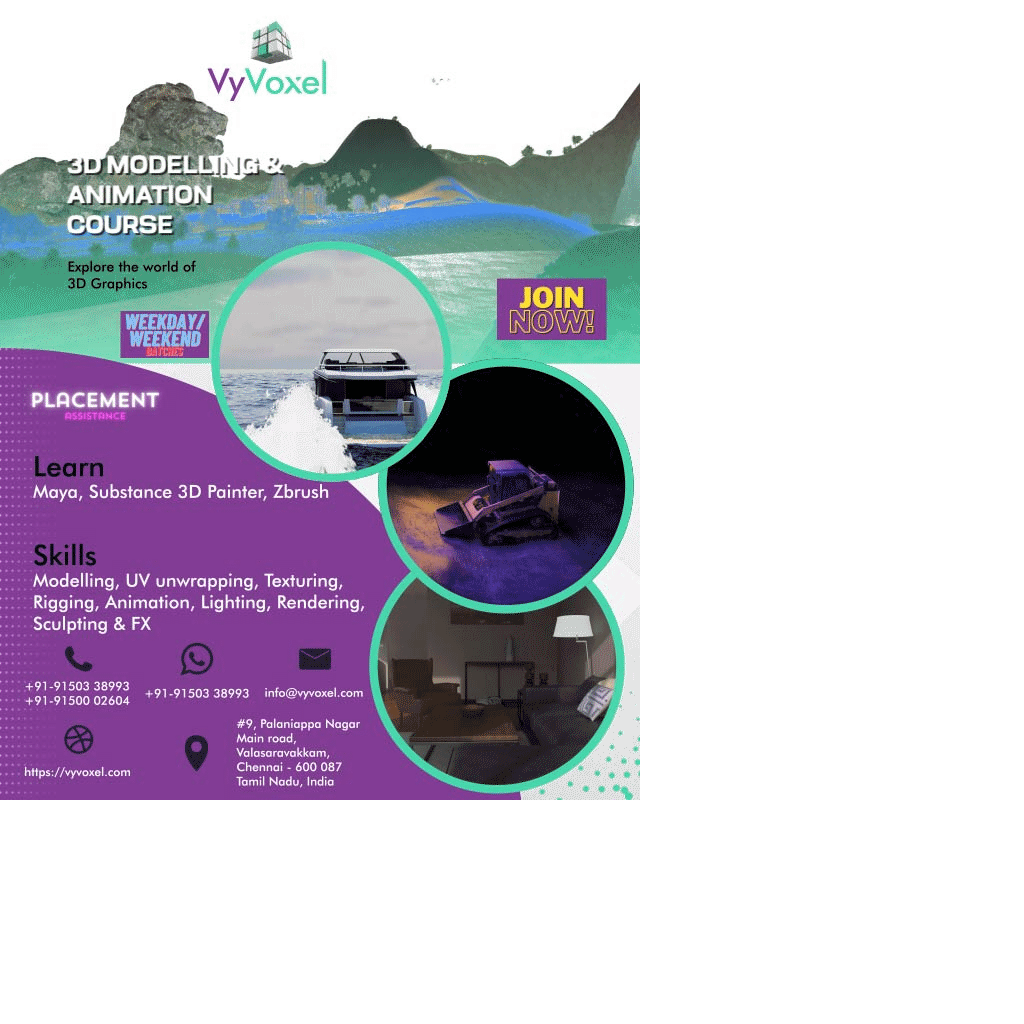 VyVoxel
3D MODELLING &
ANIMATION
COURSE
Explore the world of
3D Graphics
WEEKDAY/
WEEKEND
BATCHES
JOIN
NOW!
PLACEMENT
ASSISTANCE
Learn
Maya, Substance 3D Painter, Zbrush
Skills
Modelling, UV unwrapping, Texturing,
Rigging, Animation, Lighting, Rendering,
Sculpting & FX
+91-91503 38993
+91-91500 02604
+91-91503 38993
info@vyvoxel.com
https://vyvoxel.com
#9, Palaniappa Nagar
Main road,
Valasaravakkam,
Chennai - 600 087
Tamil Nadu, India